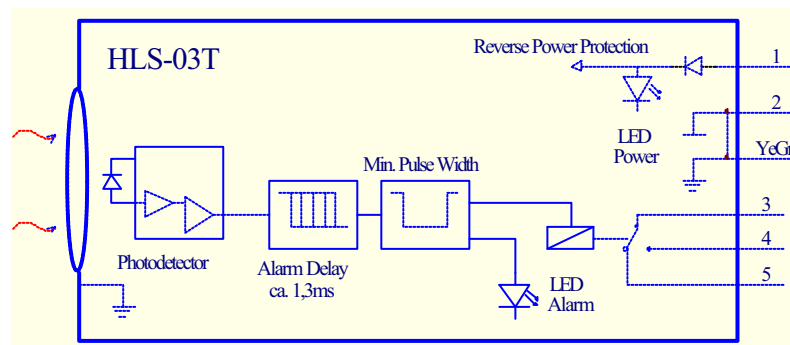 HLS-03T
Reverse Power Protection
1
LED
Power
2
YeGr
Min. Pulse Width
Photodetector
Alarm Delay
ca. 1,3ms
LED
Alarm
3
4
5